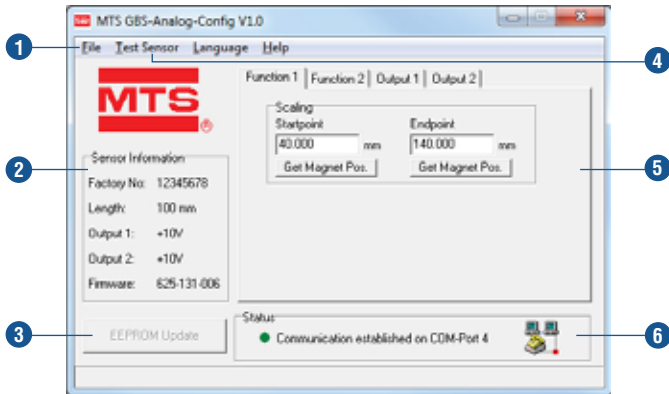 MTS GBS-Analog-Config V1.0
1
File Test Sensor Language Help
4
MTS
®
Function 1 Function 2 Output 1 Output 2
Scaling
Startpoint Endpoint
40.000 mm 140.000 mm
Get Magnet Pos. Get Magnet Pos.
2
Sensor Information
5
Factory No: 12345678
Length: 100 mm
Output 1: +10V
Output 2: +10V
Firmware: 625-131-006
3
EEPROM Update
Status
Communication established on COM-Port 4
6